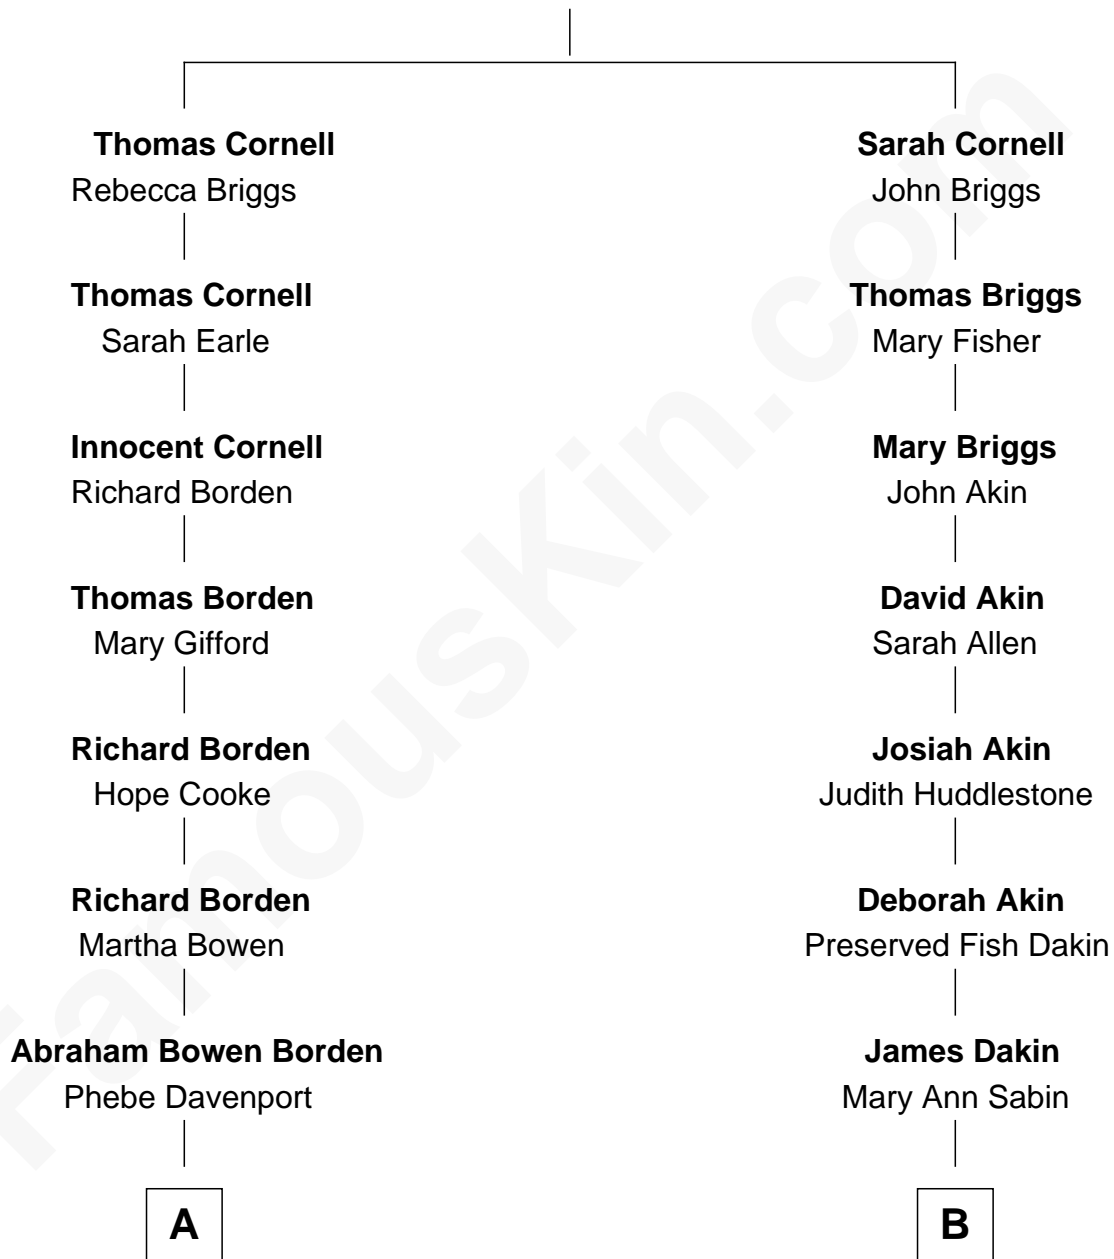 Thomas Cornell
Rebecca Briggs
Thomas Cornell
Sarah Earle
Innocent Cornell
Richard Borden
Thomas Borden
Mary Gifford
Richard Borden
Hope Cooke
Richard Borden
Martha Bowen
Abraham Bowen Borden
Phebe Davenport
A
Sarah Cornell
John Briggs
Thomas Briggs
Mary Fisher
Mary Briggs
John Akin
David Akin
Sarah Allen
Josiah Akin
Judith Huddlestone
Deborah Akin
Preserved Fish Dakin
James Dakin
Mary Ann Sabin
B
FamousKin.com